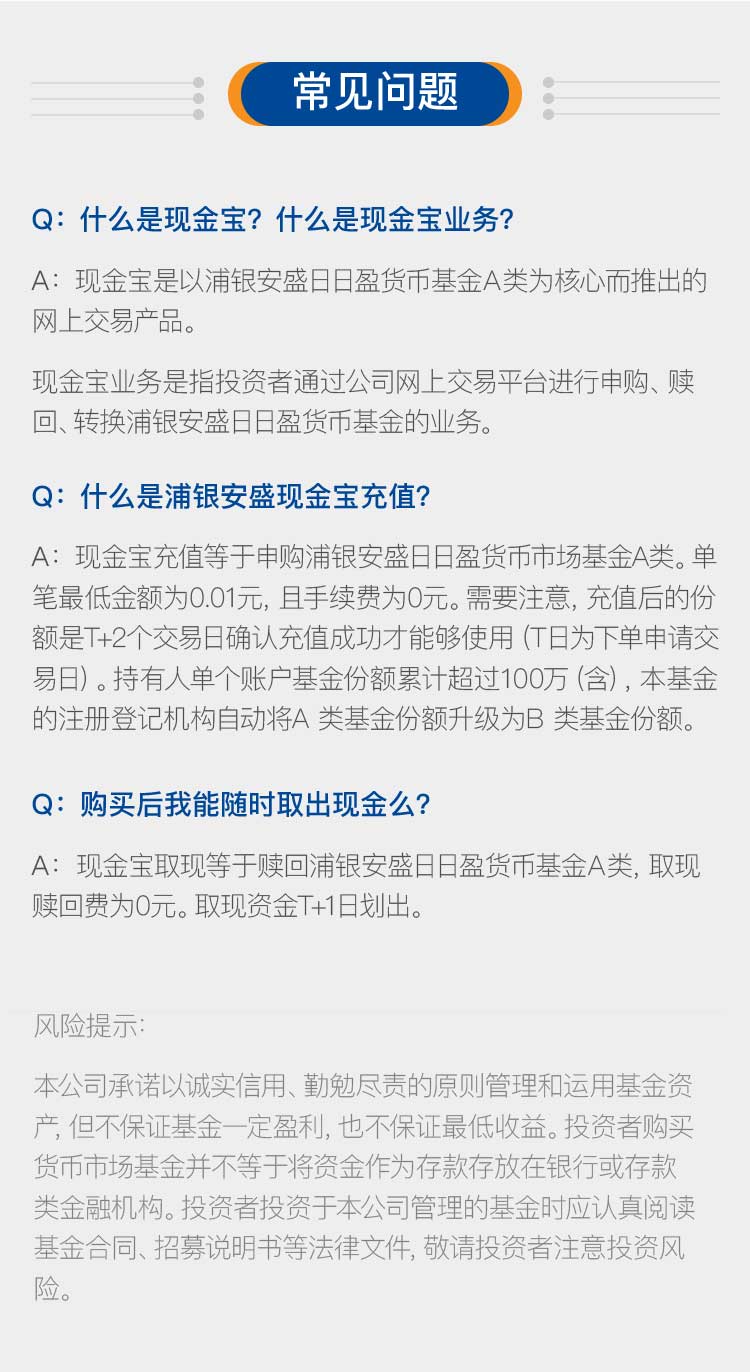 常见问题
Q：什么是现金宝？什么是现金宝业务？
A：现金宝是以浦银安盛日日盈货币基金A类为核心而推出的
网上交易产品。
现金宝业务是指投资者通过公司网上交易平台进行申购、赎
回、转换浦银安盛日日盈货币基金的业务。
Q：什么是浦银安盛现金宝充值？
A：现金宝充值等于申购浦银安盛日日盈货币市场基金A类。单
笔最低金额为0.01元，且手续费为0元。需要注意，充值后的份
额是T+2个交易日确认充值成功才能够使用（T日为下单申请交
易日）。持有人单个账户基金份额累计超过100万（含），本基金
的注册登记机构自动将A 类基金份额升级为B 类基金份额。
Q：购买后我能随时取出现金么？
A：现金宝取现等于赎回浦银安盛日日盈货币基金A类，取现
赎回费为0元。取现资金T+1日划出。
风险提示：
本公司承诺以诚实信用、勤勉尽责的原则管理和运用基金资
产，但不保证基金一定盈利，也不保证最低收益。投资者购买
货币市场基金并不等于将资金作为存款存放在银行或存款
类金融机构。投资者投资于本公司管理的基金时应认真阅读
基金合同、招募说明书等法律文件，敬请投资者注意投资风
险。